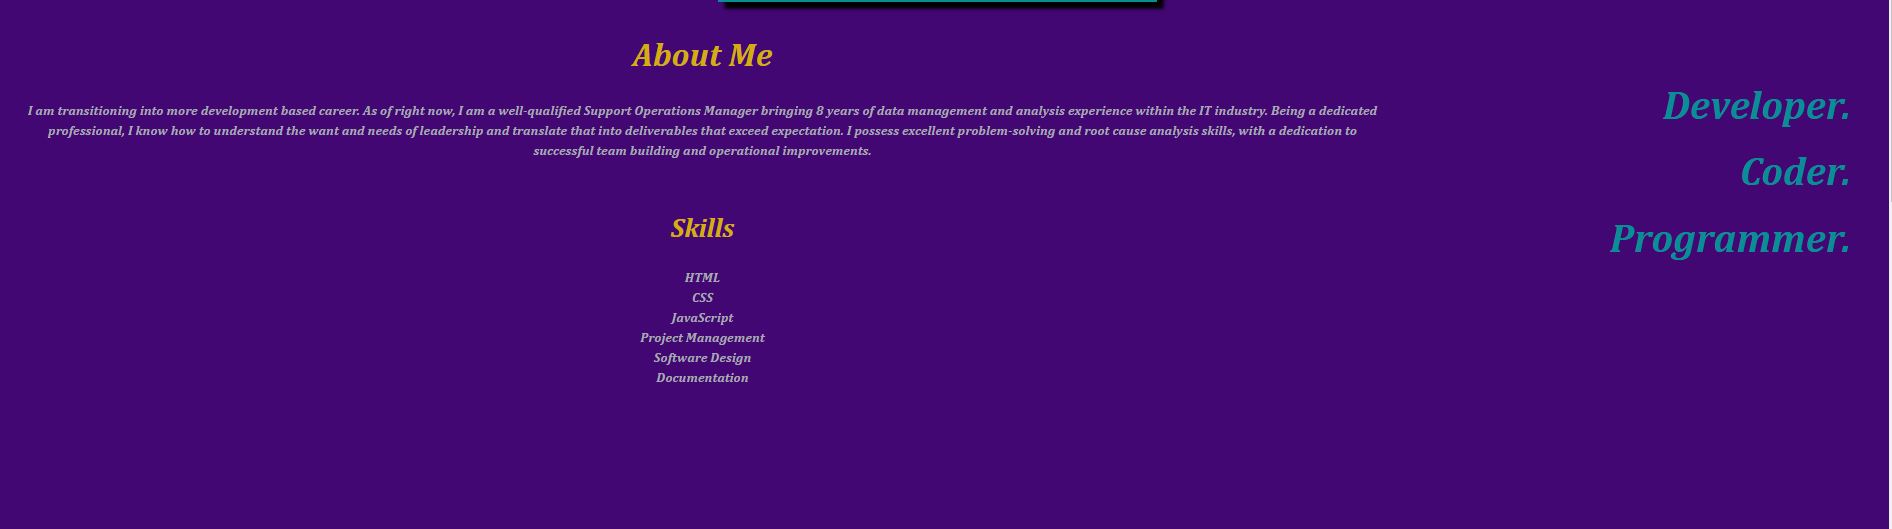 About Me
I am transitioning into more development based career. As of right now, I am a well-qualified Support Operations Manager bringing 8 years of data management and analysis experience within the IT industry. Being a dedicated
professional, I know how to understand the want and needs of leadership and translate that into deliverables that exceed expectation. I possess excellent problem-solving and root cause analysis skills, with a dedication to
successful team building and operational improvements.
Skills
HTML
CSS
JavaScript
Project Management
Software Design
Documentation
Developer.
Coder.
Programmer.